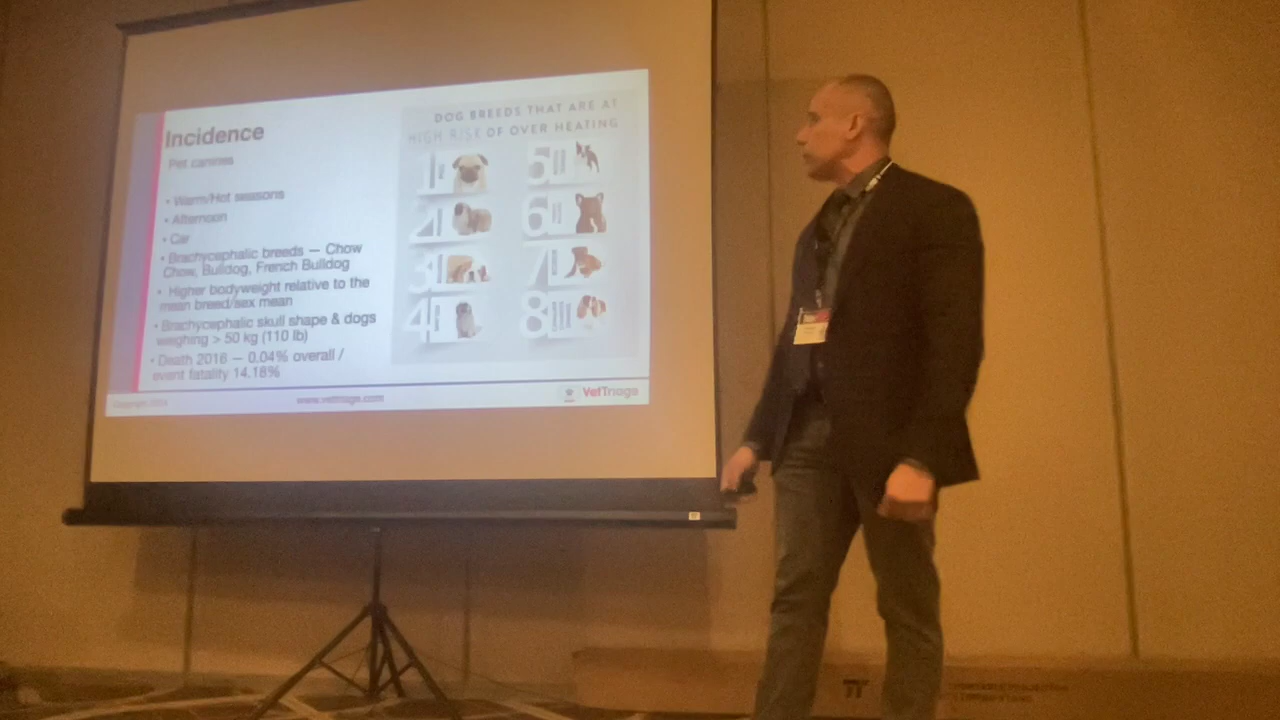 Incidence
Pet canines
• Warm/Hot seasons
• Afternoon
• Car
• Brachycephalic breeds — Chow
Chow, Bulldog, French Bulldog
• Higher bodyweight relative to the
mean breed/sex mean
• Brachycephalic skull shape & dogs
weighing > 50 kg (110 lb)
• Death 2016 — 0.04% overall /
event fatality 14.18%
DOG BREEDS THAT ARE AT
HIGH RISE OF OVER HEATING
1
5
2
6
3
7
4
8
www.vettriage.com
VetTriage